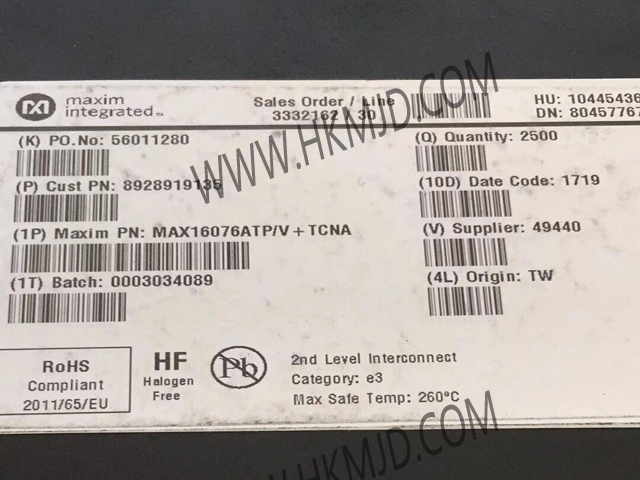 maxim
integrated™
Sales Order / Line
3332162 / 30
HU: 10445436
DN: 80457767
(K) PO.No: 56011280
(Q) Quantity: 2500
(P) Cust PN: 8928919135
(10D) Date Code: 1719
(1P) Maxim PN: MAX16076ATP/V+TCNA
(V) Supplier: 49440
(1T) Batch: 0003034089
(4L) Origin: TW
RoHS
Compliant
2011/65/EU
HF
Halogen
Free
Pb
2nd Level Interconnect
Category: e3
Max Safe Temp: 260ºC
WWW.HKMJD.COM
WWW.HKMJD.COM